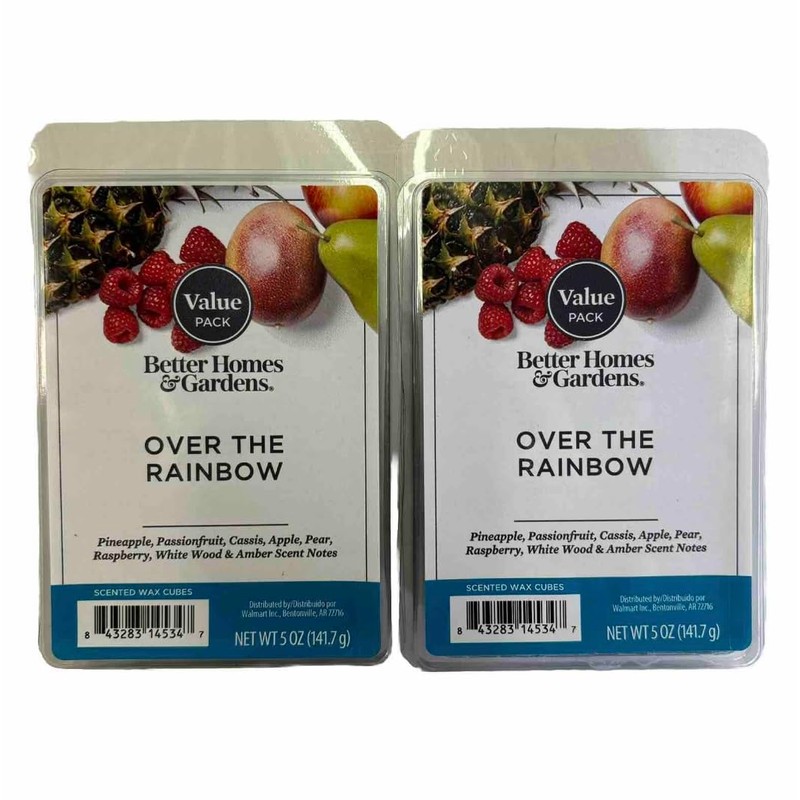 Value
PACK
Better Homes
& Gardens®
OVER THE
RAINBOW
Pineapple, Passionfruit, Cassis, Apple, Pear,
Raspberry, White Wood & Amber Scent Notes
SCENTED WAX CUBES
8 43283 14534 7
Distributed by/Distribuido por
Walmart Inc., Bentonville, AR 72716
NET WT 5 OZ (141.7 g)
Value
PACK
Better Homes
& Gardens®
OVER THE
RAINBOW
Pineapple, Passionfruit, Cassis, Apple, Pear,
Raspberry, White Wood & Amber Scent Notes
SCENTED WAX CUBES
8 43283 14534 7
Distributed by/Distribuido por
Walmart Inc., Bentonville, AR 72716
NET WT 5 OZ (141.7 g)